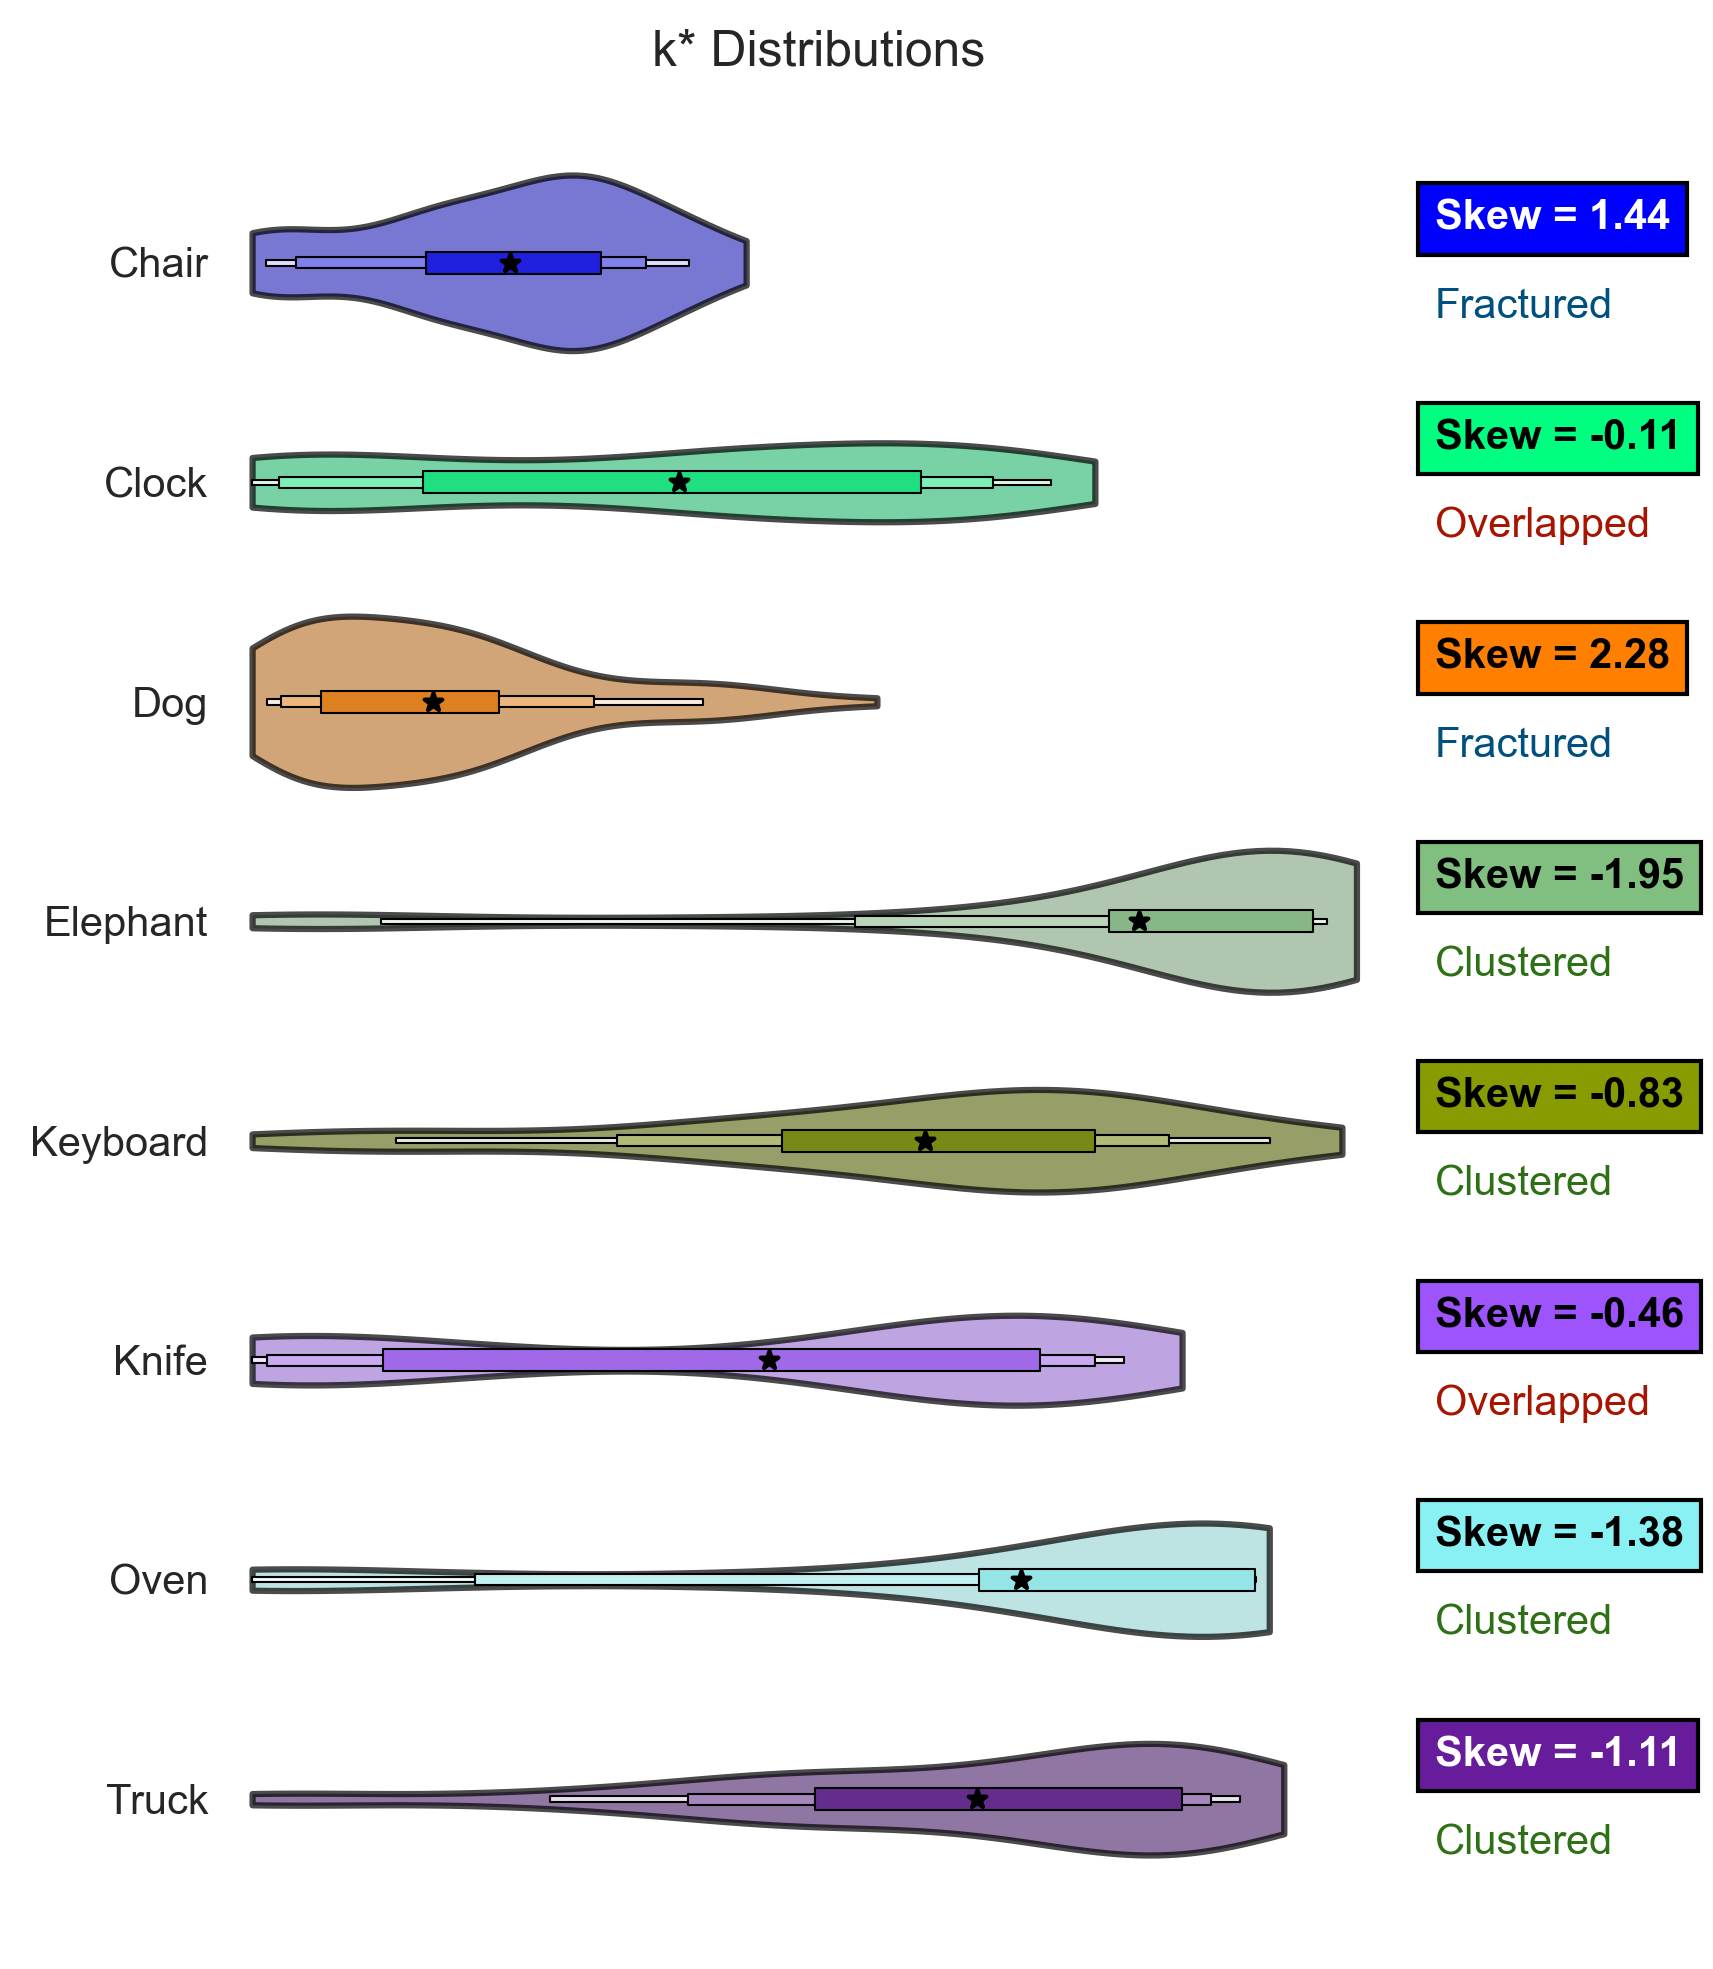 k* Distributions
Chair
Skew = 1.44
Fractured
Clock
Skew = -0.11
Overlapped
Dog
Skew = 2.28
Fractured
Elephant
Skew = -1.95
Clustered
Keyboard
Skew = -0.83
Clustered
Knife
Skew = -0.46
Overlapped
Oven
Skew = -1.38
Clustered
Truck
Skew = -1.11
Clustered